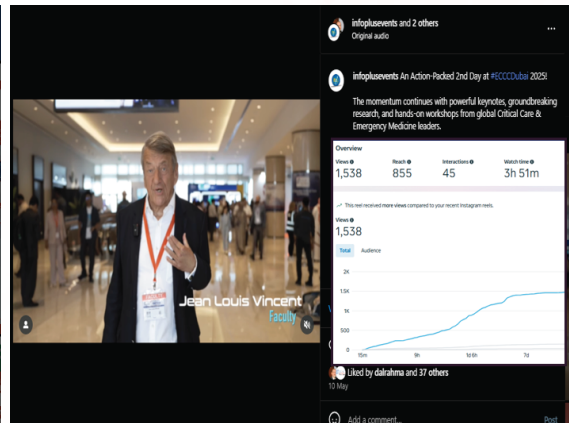 infoplusevents and 2 others
Original audio
infoplusevents An Action-Packed 2nd Day at #ECCCDubai 2025!
The momentum continues with powerful keynotes, groundbreaking
research, and hands-on workshops from global Critical Care &
Emergency Medicine leaders.
Overview
Views Reach Interactions Watch time
1,538 855 45 3h 51m
This reel received more views compared to your recent Instagram reels.
Views
1,538
Total Audience
2K
1.5K
1K
500
0
15m 9h 1d 6h 7d
Jean Louis Vincent
Faculty
Liked by dalrahma and 37 others
10 May
Add a comment... Post